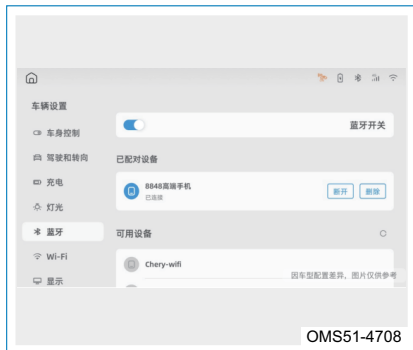 车辆设置
蓝牙开关
车身控制
驾驶和转向
已配对设备
充电
8848高端手机
已连接
断开
删除
灯光
蓝牙
可用设备
Wi-Fi
Chery-wifi
因车型配置差异，图片仅供参考
显示
OMS51-4708